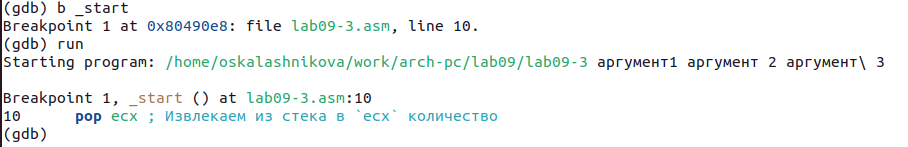 (gdb) b _start
Breakpoint 1 at 0x80490e8: file lab09-3.asm, line 10.
(gdb) run
Starting program: /home/oskalashnikova/work/arch-pc/lab09/lab09-3 аргумент1 аргумент 2 аргумент\ 3
Breakpoint 1, _start () at lab09-3.asm:10
10 pop ecx ; Извлекаем из стека в `ecx` количество
(gdb)